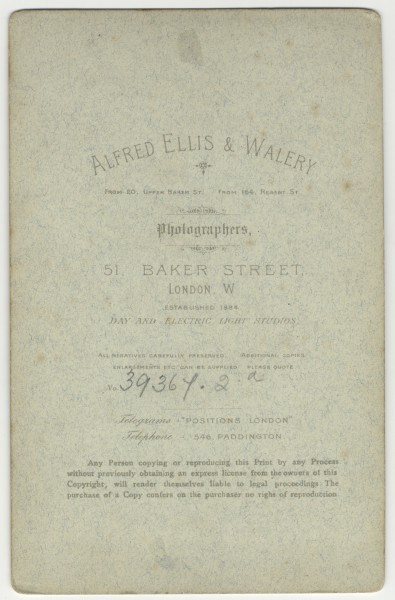 ALFRED ELLIS & WALERY
FROM 20, UPPER BAKER ST. FROM 164, REGENT ST.
Photographers,
51, BAKER STREET,
LONDON, W
ESTABLISHED 1884
DAY AND ELECTRIC LIGHT STUDIOS
ALL NEGATIVES CAREFULLY PRESERVED. ADDITIONAL COPIES
ENLARGEMENTS ETC. CAN BE SUPPLIED PLEASE QUOTE
No 39364.2 a
Telegrams - "POSITIONS LONDON"
Telephone - 546, PADDINGTON
Any Person copying or reproducing this Print by any Process
without previously obtaining an express license from the owners of this
Copyright, will render themselves liable to legal proceedings The
purchase of a Copy confers on the purchaser no right of reproduction